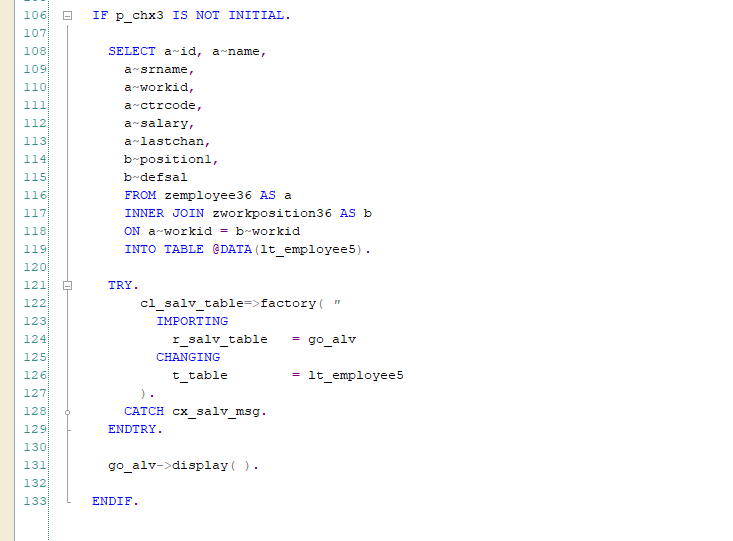 106 IF p_chx3 IS NOT INITIAL.
107
108 SELECT a~id, a~name,
109 a~srname,
110 a~workid,
111 a~ctrcode,
112 a~salary,
113 a~lastchan,
114 b~position1,
115 b~defsal
116 FROM zemployee36 AS a
117 INNER JOIN zworkposition36 AS b
118 ON a~workid = b~workid
119 INTO TABLE @DATA(lt_employee5).
120
121 TRY.
122 cl_salv_table=>factory( "
123 IMPORTING
124 r_salv_table = go_alv
125 CHANGING
126 t_table = lt_employee5
127 ).
128 CATCH cx_salv_msg.
129 ENDTRY.
130
131 go_alv->display( ).
132
133 ENDIF.